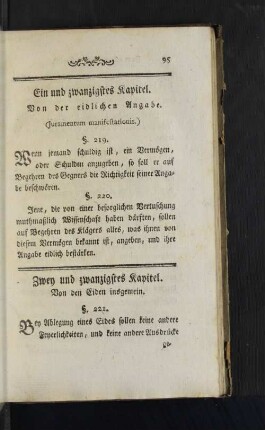 95
Ein und zwanzigstes Kapitel.
Von der eidlichen Angabe.
(Juramentum manifestationis.)
§. 219.
Wenn jemand schuldig ist, ein Vermögen,
oder Schulden anzugeben, so soll er auf
Begehren des Gegners die Richtigkeit seiner Anga-
be beschwören.
§. 220.
Jene, die von einer besorglichen Vertuschung
muthmaßlich Wissenschaft haben dürften, sollen
auf Begehren des Klägers alles, was ihnen von
diesem Vermögen bekannt ist, angeben, und ihre
Angabe eidlich bestärken.
Zwey und zwanzigstes Kapitel.
Von den Eiden insgemein.
§. 221.
Bey Ablegung eines Eides sollen keine andere
Feyerlichkeiten, und keine andere Ausdrücke
ge-